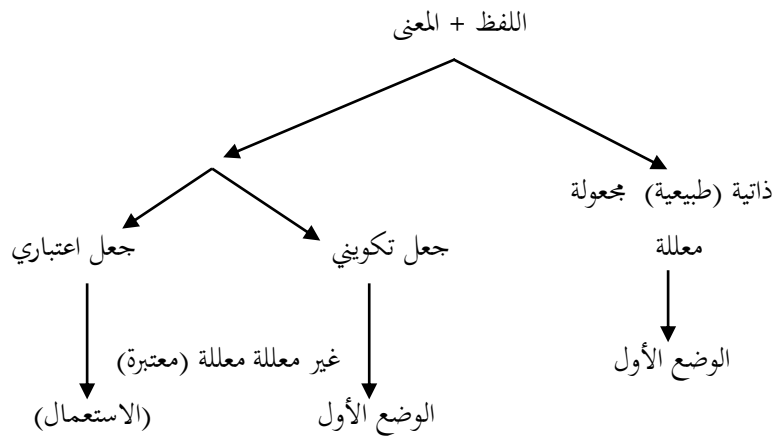 اللفظ + المعنى
ذاتية (طبيعية) مجعولة
معللة
جعل تكويني
جعل اعتباري
غير معللة معللة (معتبرة)
الوضع الأول
الوضع الأول
(الاستعمال)